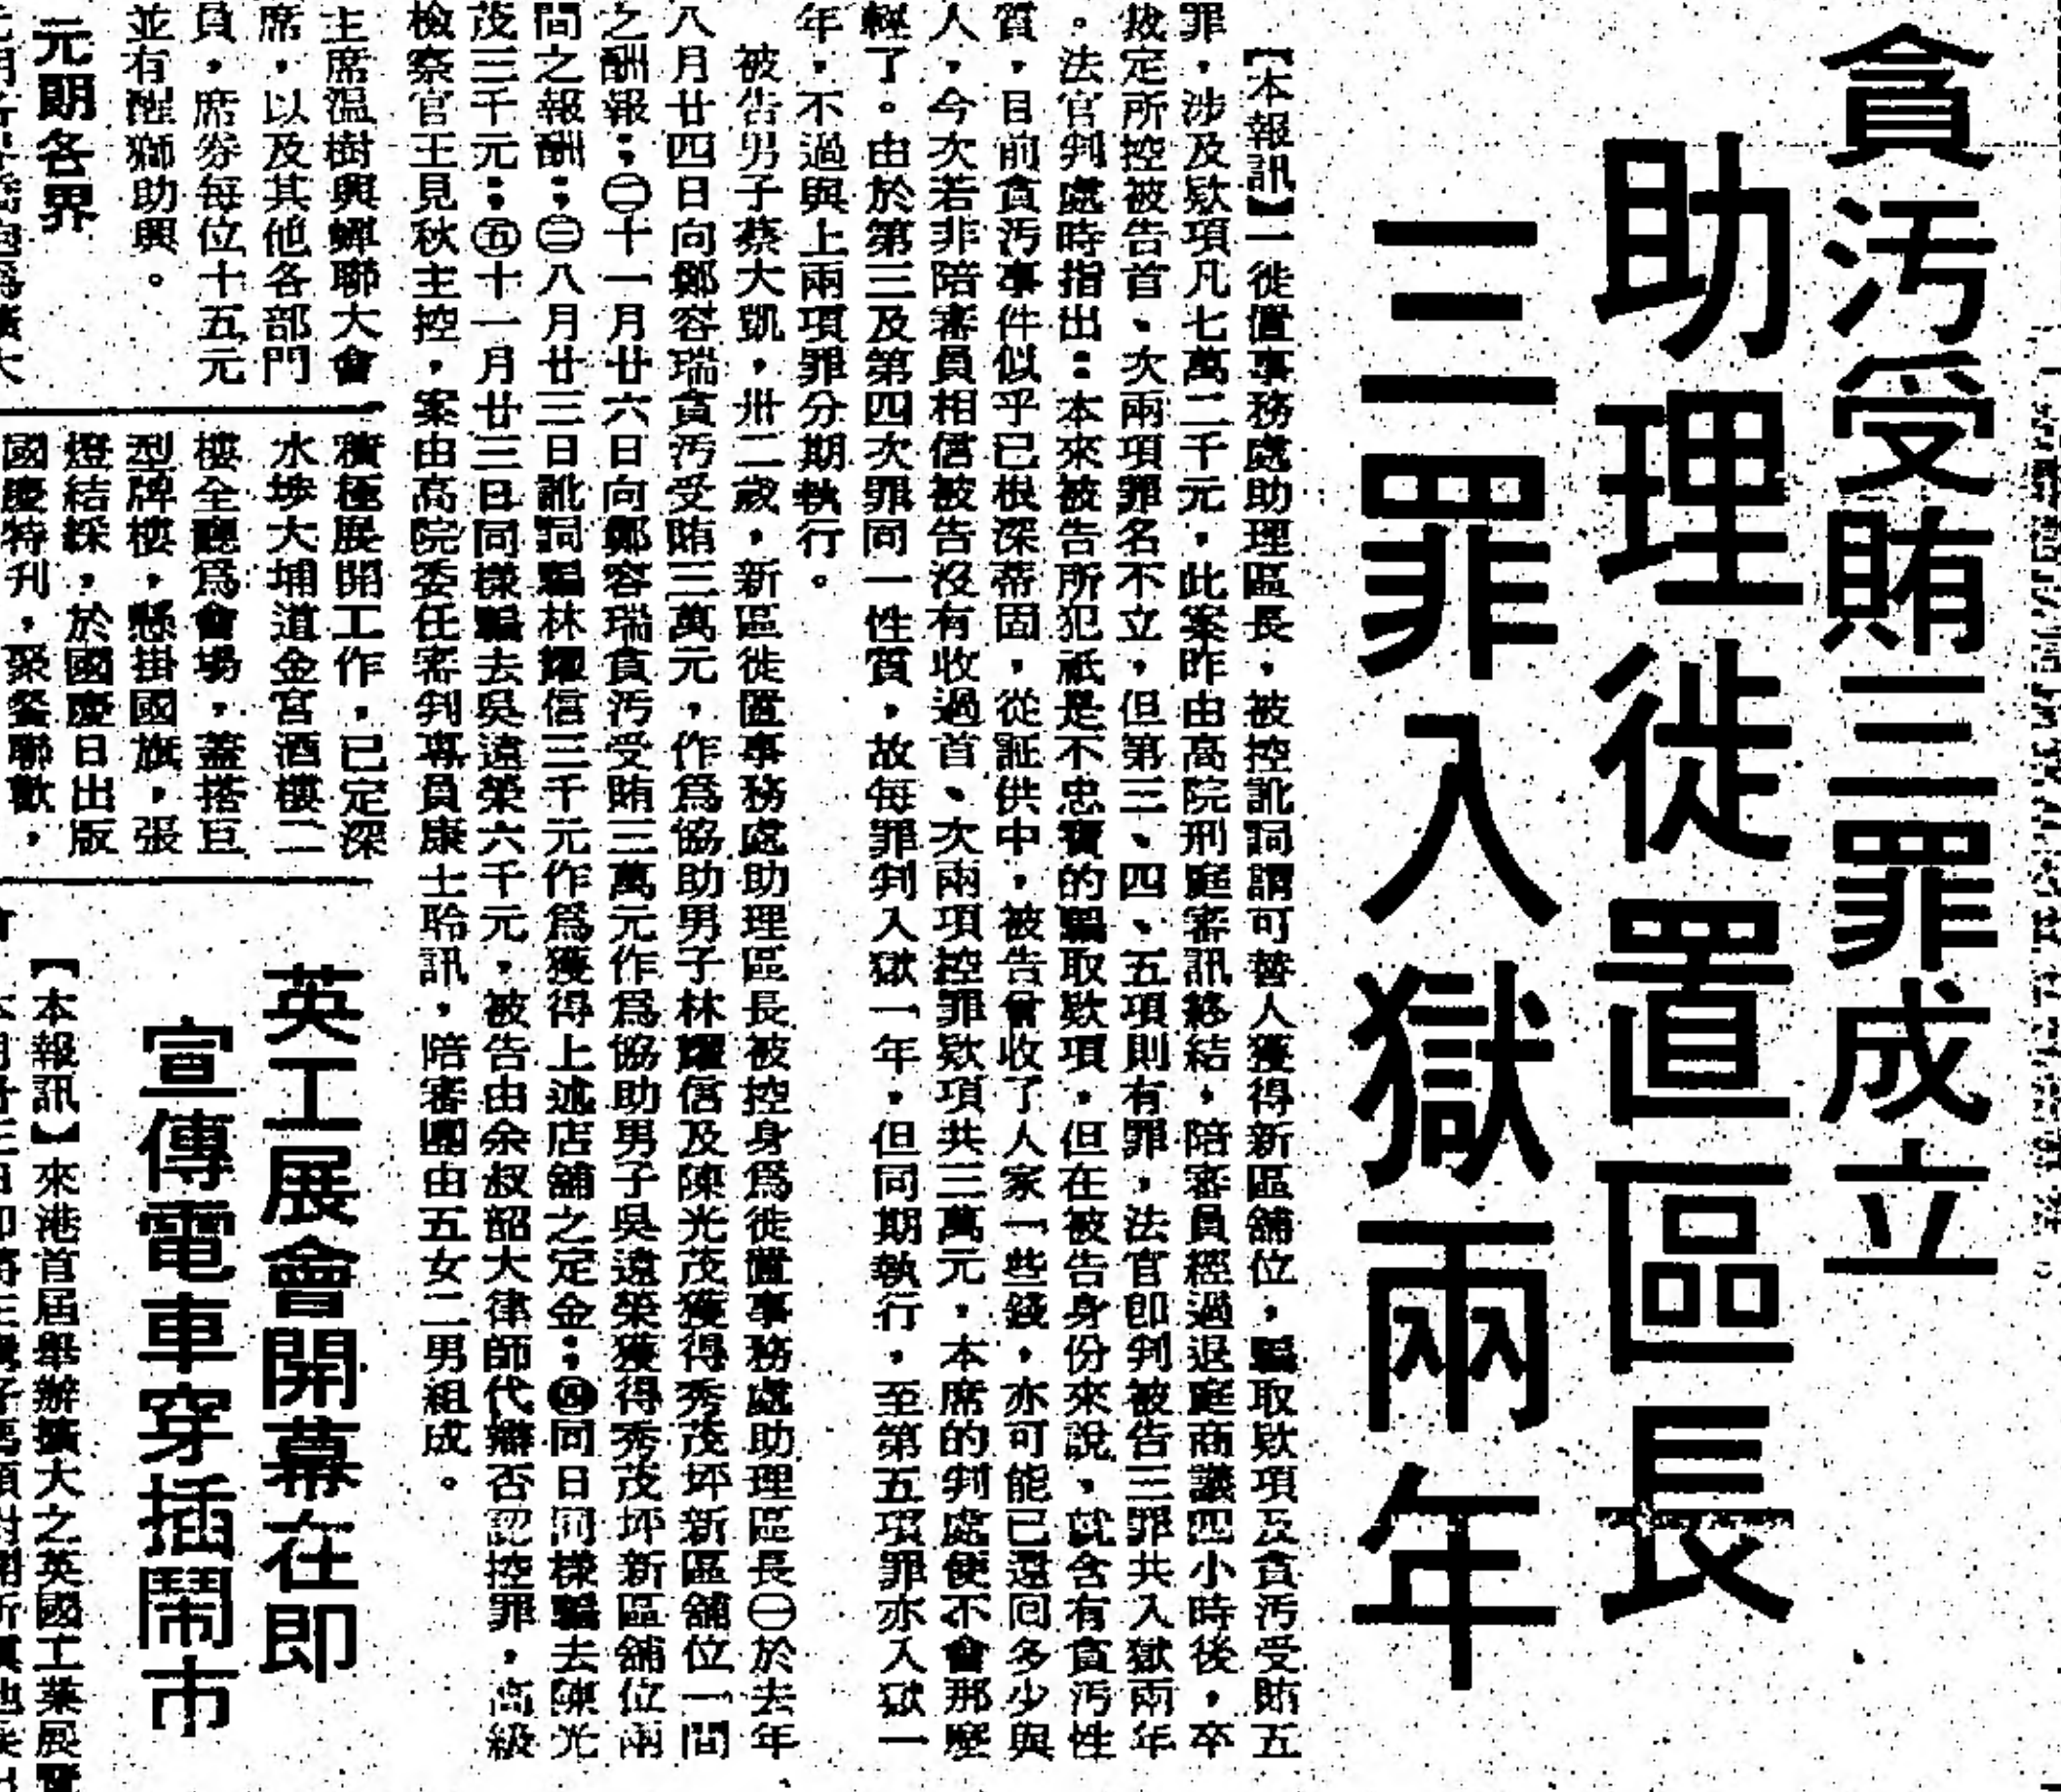 貪汚受賄三罪成立
助理徙置區長
三罪入獄兩年
【本報訊】一徙置事務處助理區長，被控訛詞謂可替人獲得新區舖位，騙取欵項及貪汚受賄五
罪，涉及欵項凡七萬二千元，此案昨由高院刑庭審訊終結，陪審員經過退庭商議四小時後，卒
裁定所控被告首、次兩項罪名不立，但第三、四、五項則有罪，法官卽判被告三罪共入獄兩年
。法官判處時指出：本來被告所犯祇是不忠實的騙取欵項，但在被告身份來說，就含有貪汚性
質，目前貪汚事件似乎已根深蒂固，從証供中，被告曾收了人家一些錢，亦可能已還回多少與
人，今次若非陪審員相信被告沒有收過首、次兩項控罪欵項共三萬元，本席的判處便不會那麼
輕了。由於第三及第四次罪同一性質，故每罪判入獄一年，但同期執行，至第五項罪亦入獄一
年，不過與上兩項罪分期執行。
被告男子蔡大凱，卅二歲，新區徙置事務處助理區長被控身爲徙置事務處助理區長㊀於去年
八月廿四日向鄭容瑞貪汚受賄三萬元，作爲協助男子林耀信及陳光茂獲得秀茂坪新區舖位一間
之酬報；㊁十一月廿六日向鄭容瑞貪汚受賄三萬元作爲協助男子吳遠榮獲得秀茂坪新區舖位兩
間之報酬；㊂八月廿三日訛詞騙林耀信三千元作爲獲得上述店舖之定金；㊃同日同樣騙去陳光
茂三千元；㊄十一月廿三日同樣騙去吳遠榮六千元，被告由余叔韶大律師代辯否認控罪，高級
檢察官王見秋主控，案由高院委任審判專員康士聆訊，陪審團由五女二男組成。
主席溫樹興蟬聯大會
席，以及其他各部門
員，席券每位十五元
並有醒獅助興。
元朗各界
積極展開工作，已定深
水埗大埔道金宮酒樓二
樓全廳爲會場，蓋搭巨
型牌樓，懸掛國旗，張
燈結綵，於國慶日出版
國慶特刋，聚餐聯歡，
英工展會開幕在即
宣傳電車穿插鬧市
【本報訊】來港首屆舉辦擴大之英國工業展覽